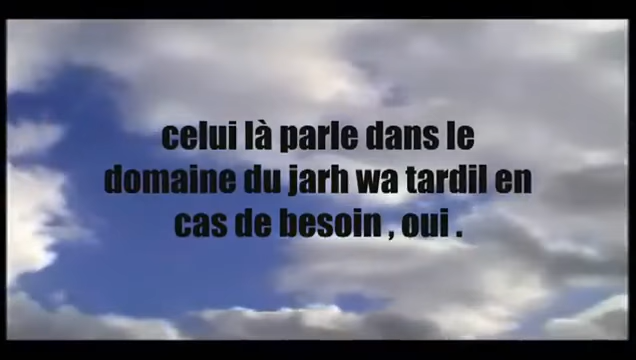 celui là parle dans le
domaine du jarh wa tardil en
cas de besoin , oui .